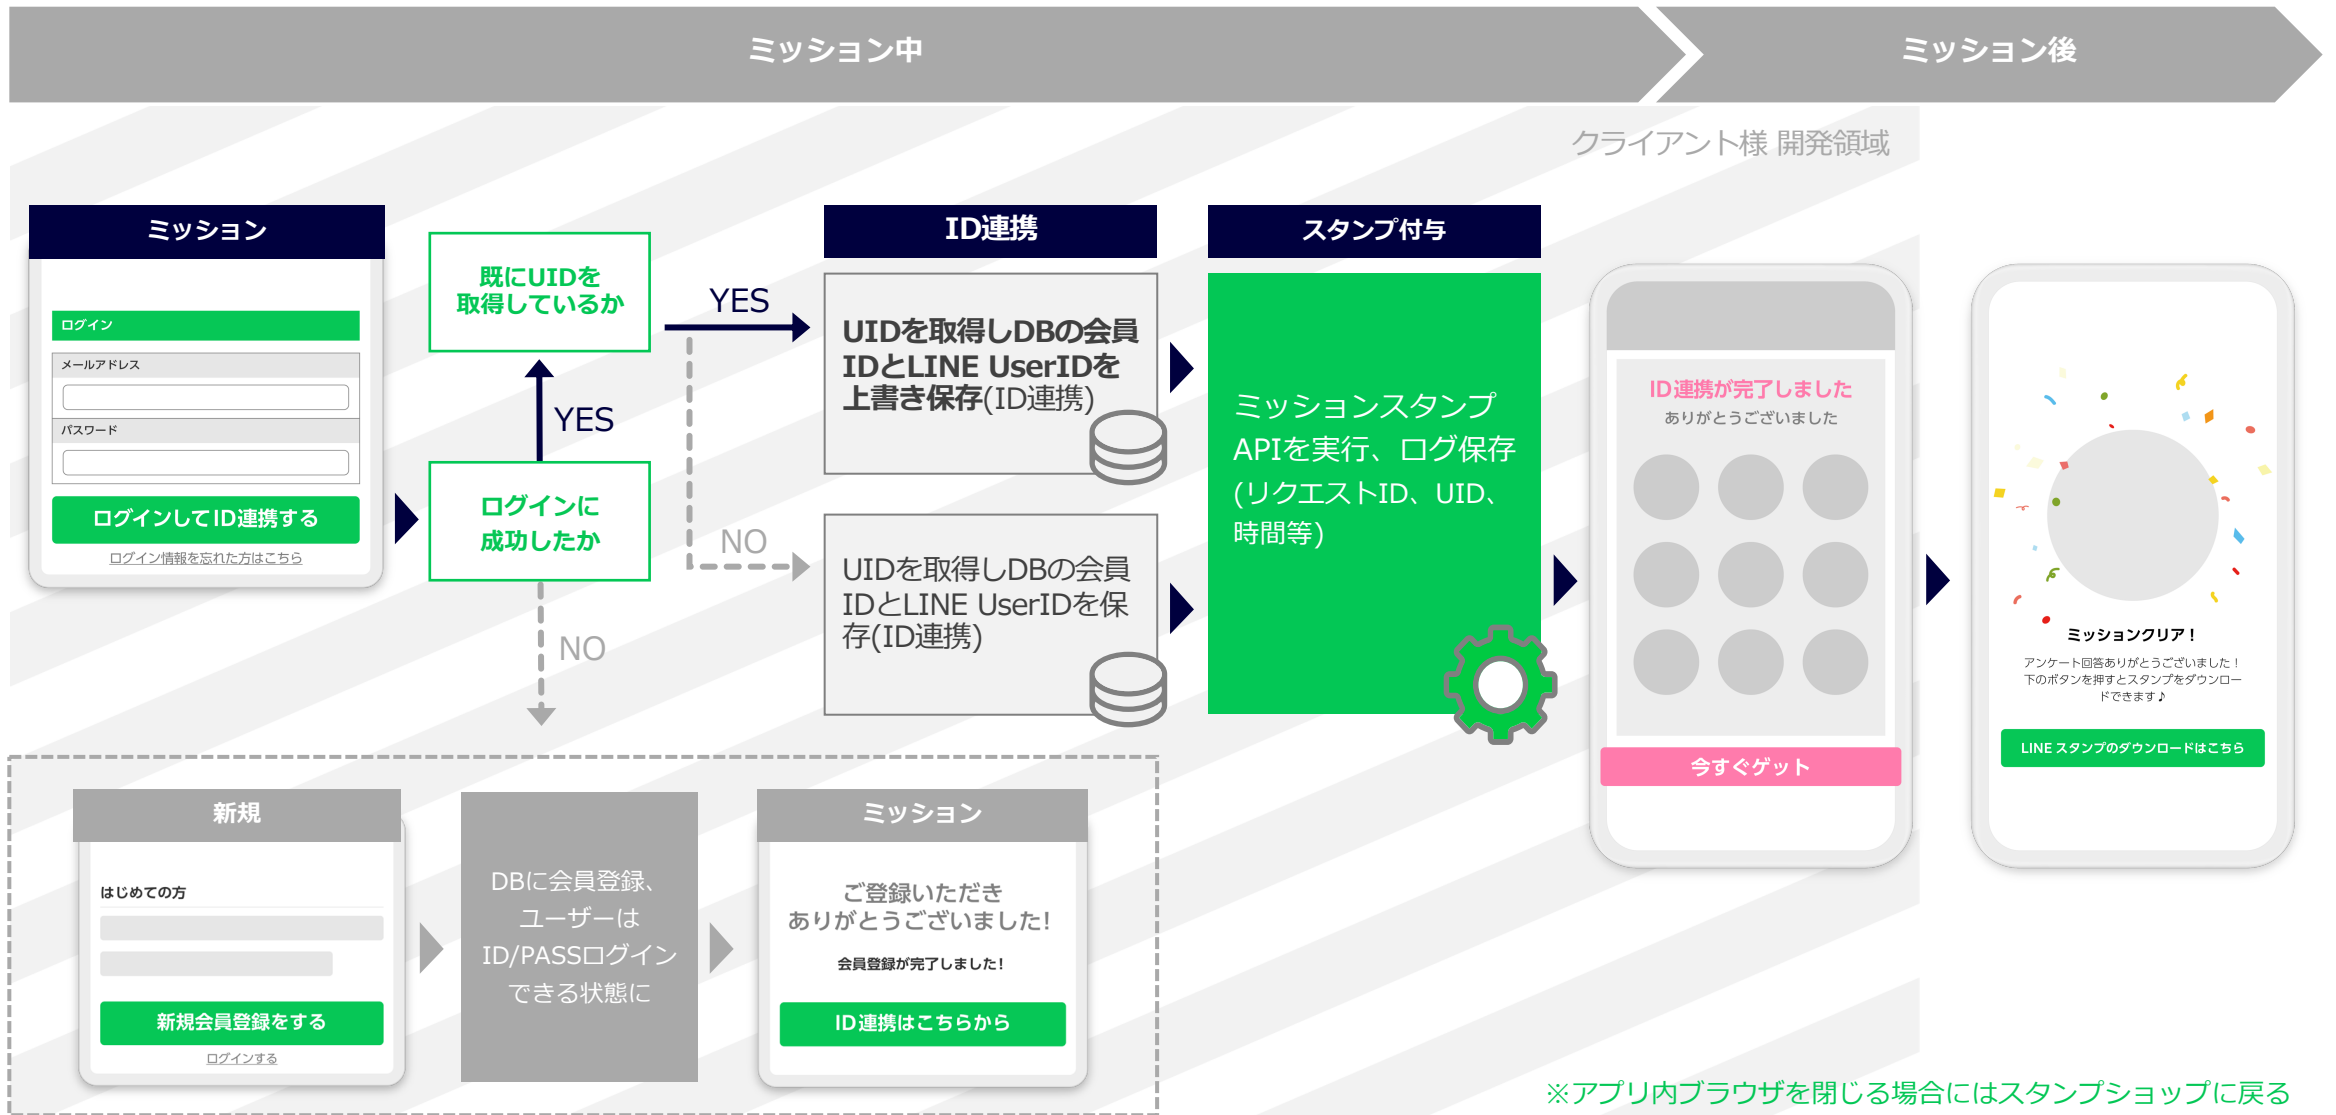 ミッション中
ミッション後
クライアント様 開発領域
ミッション
ログイン
メールアドレス
パスワード
ログインしてID連携する
ログイン情報を忘れた方はこちら
既にUIDを
取得しているか
YES
ログインに
成功したか
NO
YES
NO
ID連携
UIDを取得しDBの会員
IDとLINE UserIDを
上書き保存(ID連携)
UIDを取得しDBの会員
IDとLINE UserIDを保
存(ID連携)
スタンプ付与
ミッションスタンプ
APIを実行、ログ保存
(リクエストID、UID、
時間等)
ID連携が完了しました
ありがとうございました
今すぐゲット
ミッションクリア！
アンケート回答ありがとうございました！
下のボタンを押すとスタンプをダウンロー
ドできます♪
LINE スタンプのダウンロードはこちら
新規
はじめての方
新規会員登録をする
ログインする
DBに会員登録、
ユーザーは
ID/PASSログイン
できる状態に
ミッション
ご登録いただき
ありがとうございました!
会員登録が完了しました!
ID連携はこちらから
※アプリ内ブラウザを閉じる場合にはスタンプショップに戻る